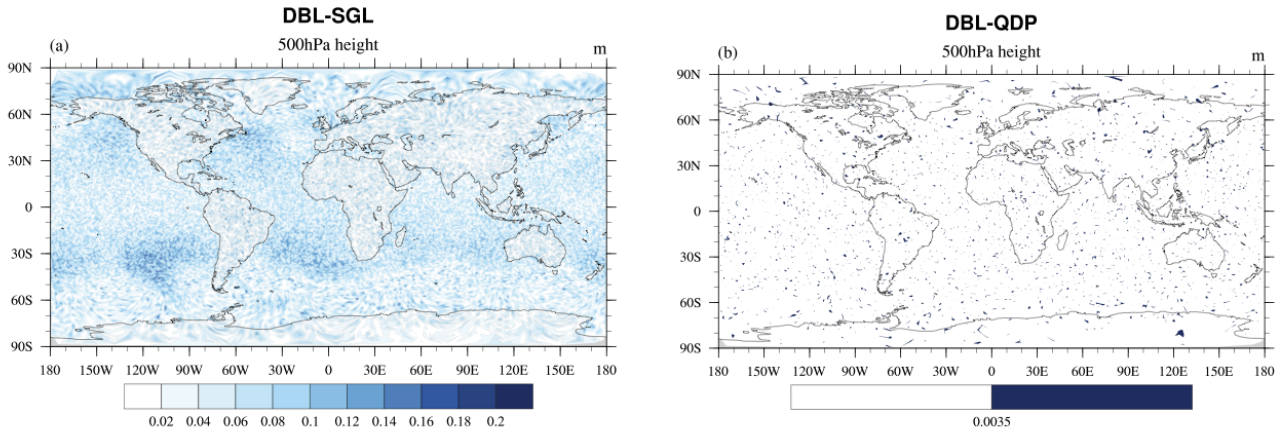 DBL-SGL
(a)
500hPa height
m
90N
60N
30N
0
30S
60S
90S
180 150W 120W 90W 60W 30W 0 30E 60E 90E 120E 150E 180
0.02 0.04 0.06 0.08 0.1 0.12 0.14 0.16 0.18 0.2
DBL-QDP
(b)
500hPa height
m
90N
60N
30N
0
30S
60S
90S
180 150W 120W 90W 60W 30W 0 30E 60E 90E 120E 150E 180
0.0035